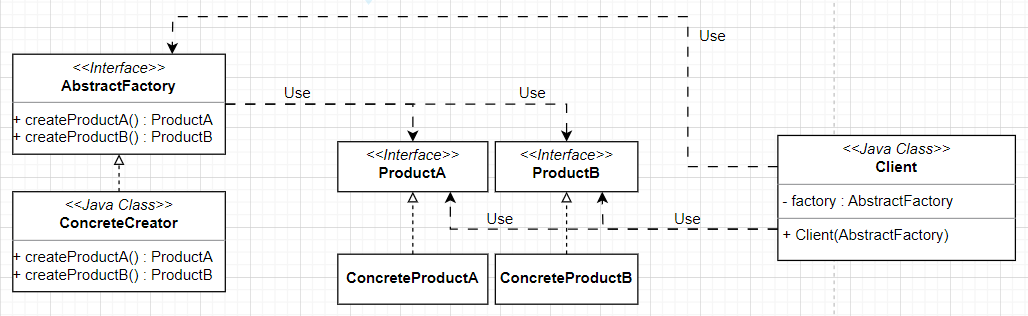 Use
<<Interface>>
AbstractFactory
+ createProductA() : ProductA
+ createProductB() : ProductB
Use
Use
<<Interface>>
ProductA
<<Interface>>
ProductB
<<Java Class>>
Client
- factory : AbstractFactory
+ Client(AbstractFactory)
<<Java Class>>
ConcreteCreator
+ createProductA() : ProductA
+ createProductB() : ProductB
Use
Use
ConcreteProductA
ConcreteProductB